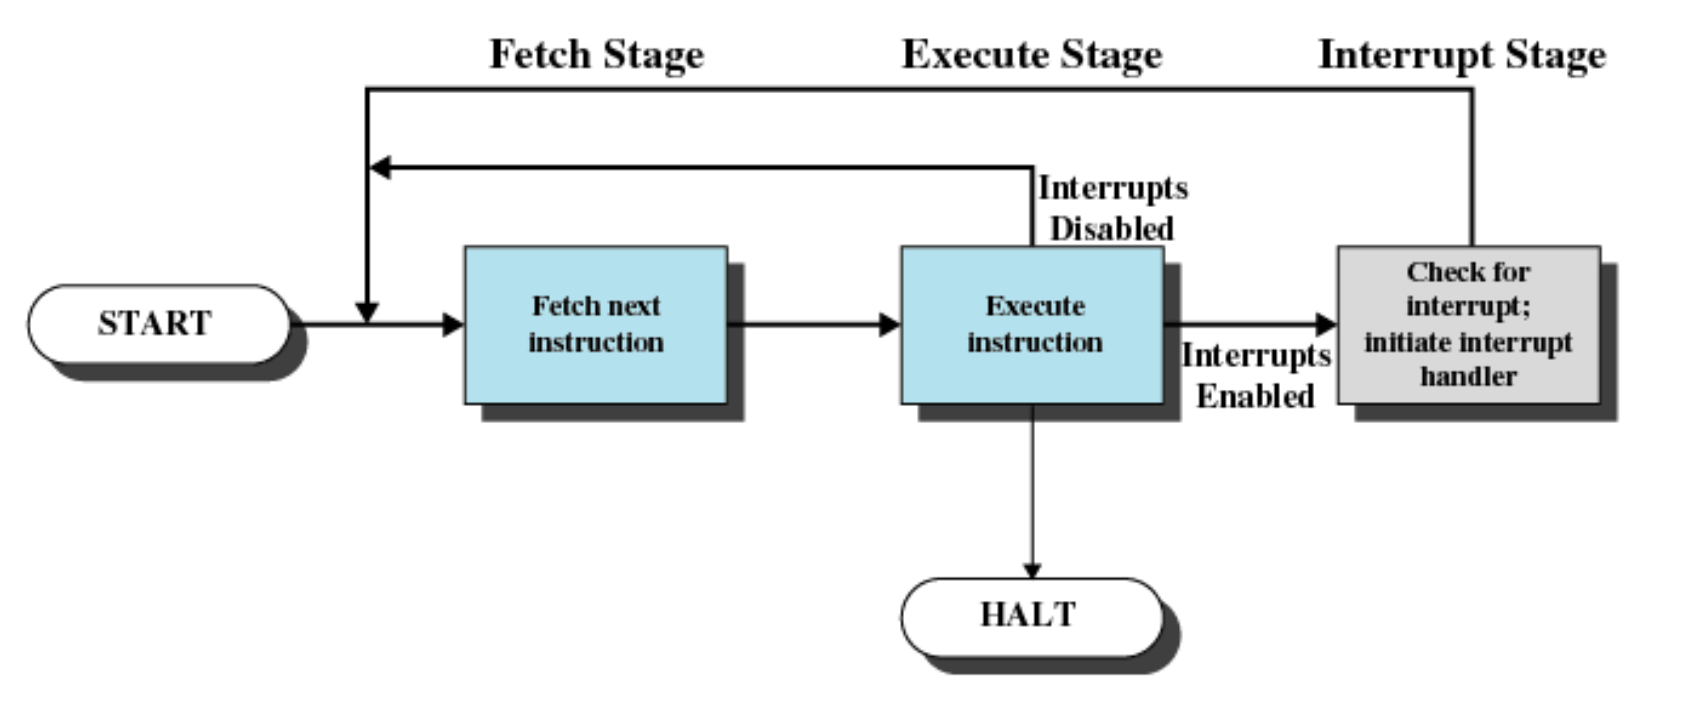 Fetch Stage
Execute Stage
Interrupt Stage
Interrupts
Disabled
START
Fetch next
instruction
Execute
instruction
Interrupts
Enabled
Check for
interrupt;
initiate interrupt
handler
HALT